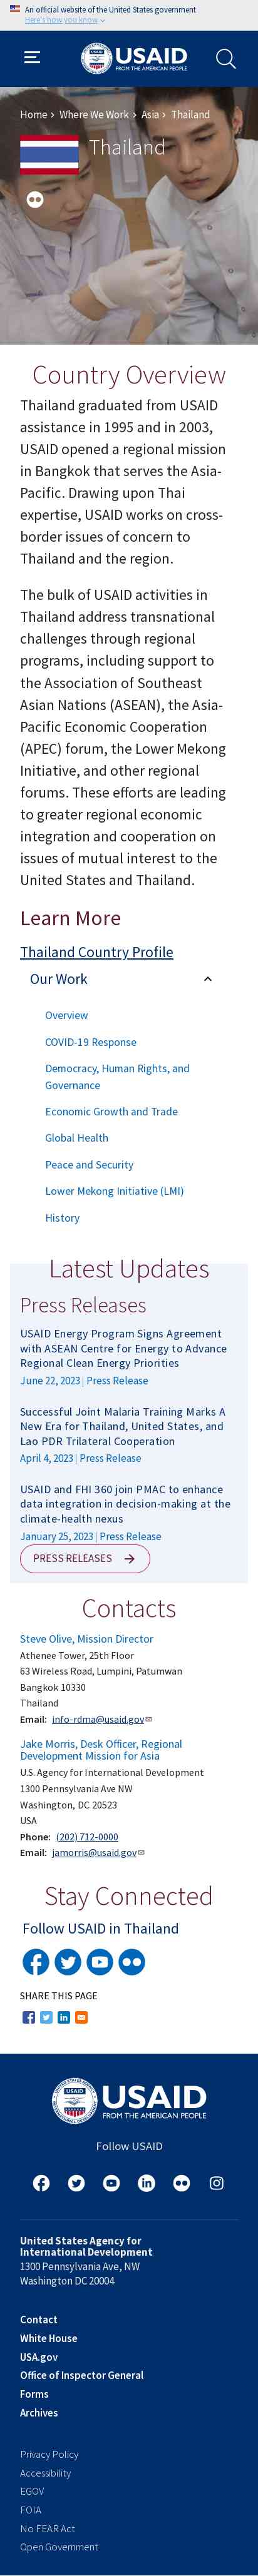 An official website of the United States government
Here's how you know
USAID
FROM THE AMERICAN PEOPLE
Home
Where We Work
Asia
Thailand
Thailand
Country Overview
Thailand graduated from USAID
assistance in 1995 and in 2003,
USAID opened a regional mission
in Bangkok that serves the Asia-
Pacific. Drawing upon Thai
expertise, USAID works on cross-
border issues of concern to
Thailand and the region.
The bulk of USAID activities in
Thailand address transnational
challenges through regional
programs, including support to
the Association of Southeast
Asian Nations (ASEAN), the Asia-
Pacific Economic Cooperation
(APEC) forum, the Lower Mekong
Initiative, and other regional
forums. These efforts are leading
to greater regional economic
integration and cooperation on
issues of mutual interest to the
United States and Thailand.
Learn More
Thailand Country Profile
Our Work
Overview
COVID-19 Response
Democracy, Human Rights, and
Governance
Economic Growth and Trade
Global Health
Peace and Security
Lower Mekong Initiative (LMI)
History
Latest Updates
Press Releases
USAID Energy Program Signs Agreement
with ASEAN Centre for Energy to Advance
Regional Clean Energy Priorities
June 22, 2023 | Press Release
Successful Joint Malaria Training Marks A
New Era for Thailand, United States, and
Lao PDR Trilateral Cooperation
April 4, 2023 | Press Release
USAID and FHI 360 join PMAC to enhance
data integration in decision-making at the
climate-health nexus
January 25, 2023 | Press Release
PRESS RELEASES
Contacts
Steve Olive, Mission Director
Athenee Tower, 25th Floor
63 Wireless Road, Lumpini, Patumwan
Bangkok 10330
Thailand
Email: info-rdma@usaid.gov
Jake Morris, Desk Officer, Regional
Development Mission for Asia
U.S. Agency for International Development
1300 Pennsylvania Ave NW
Washington, DC 20523
USA
Phone: (202) 712-0000
Email: jamorris@usaid.gov
Stay Connected
Follow USAID in Thailand
SHARE THIS PAGE
USAID
FROM THE AMERICAN PEOPLE
Follow USAID
United States Agency for
International Development
1300 Pennsylvania Ave, NW
Washington DC 20004
Contact
White House
USA.gov
Office of Inspector General
Forms
Archives
Privacy Policy
Accessibility
EGOV
FOIA
No FEAR Act
Open Government